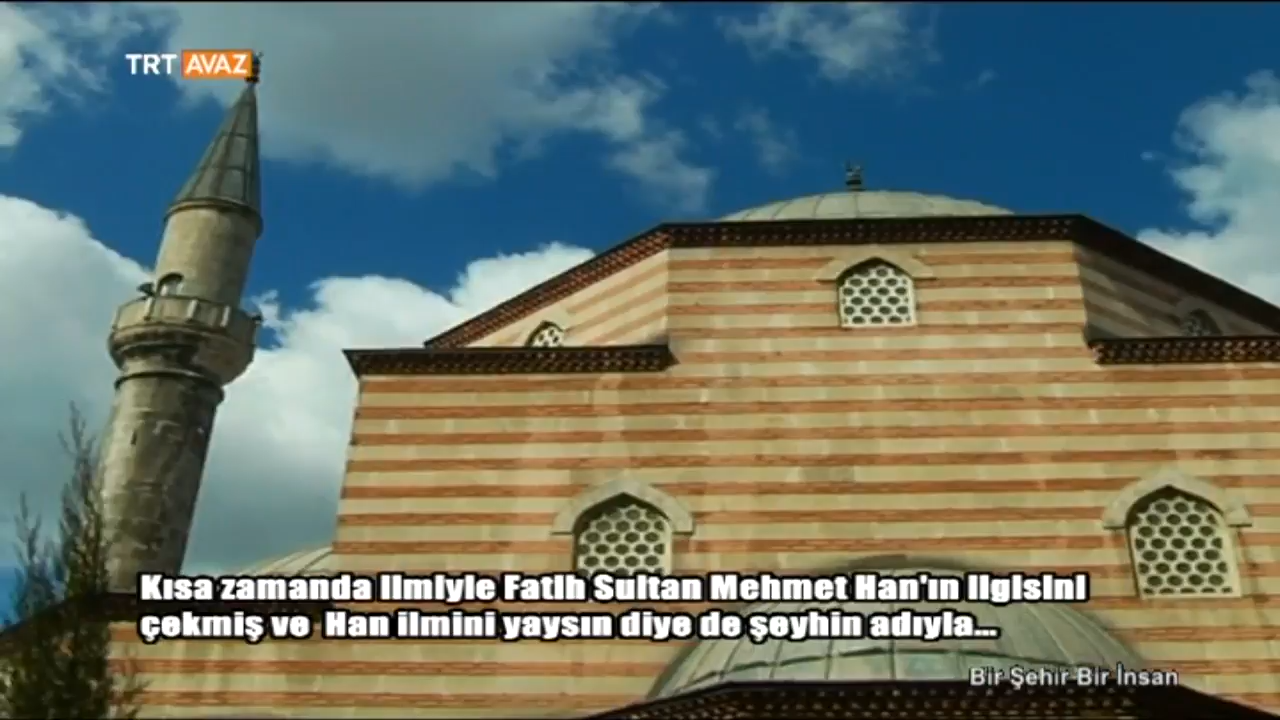 TRT AVAZ
Kısa zamanda ilmiyle Fatih Sultan Mehmet Han'ın ilgisini
çekmiş ve Han ilmini yaysın diye de şeyhin adıyla...
Bir Şehir Bir İnsan